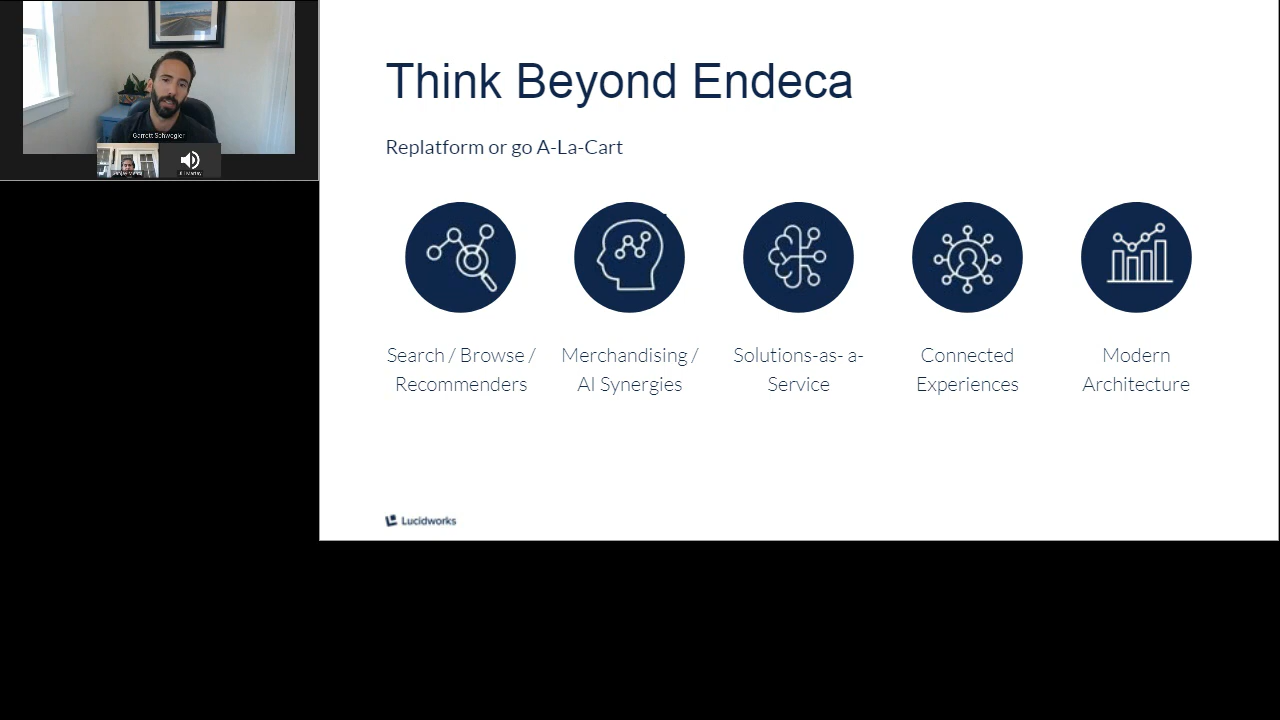 Garrett Schwegler
Think Beyond Endeca
Replatform or go A-La-Cart
Search / Browse /
Recommenders
Merchandising /
AI Synergies
Solutions-as- a-
Service
Connected
Experiences
Modern
Architecture
Lucidworks